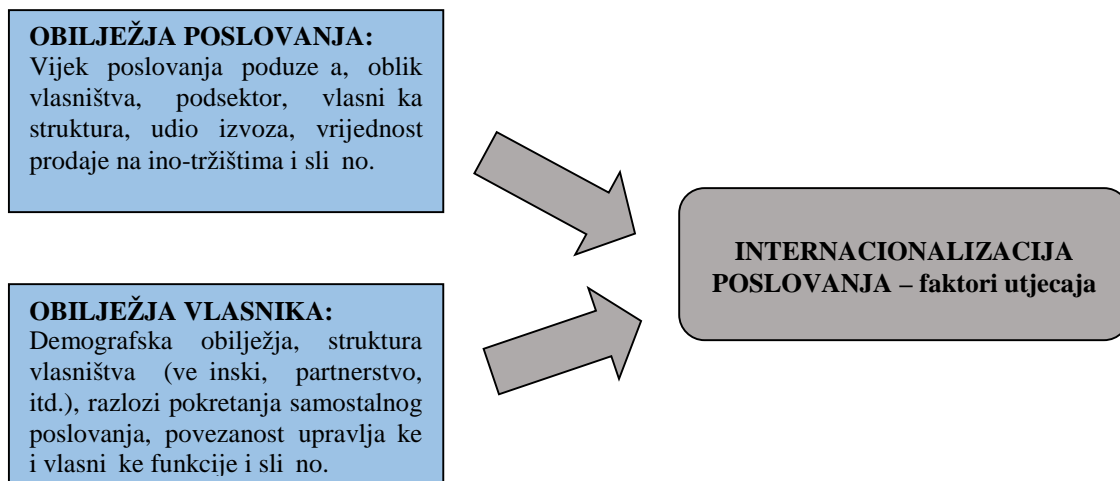 OBILJEŽJA POSLOVANJA:
Vijek poslovanja poduze a, oblik
vlasništva, podsektor, vlasni ka
struktura, udio izvoza, vrijednost
prodaje na ino-tržištima i sli no.
INTERNACIONALIZACIJA
POSLOVANJA – faktori utjecaja
OBILJEŽJA VLASNIKA:
Demografska obilježja, struktura
vlasništva (ve inski, partnerstvo,
itd.), razlozi pokretanja samostalnog
poslovanja, povezanost upravlja ke
i vlasni ke funkcije i sli no.